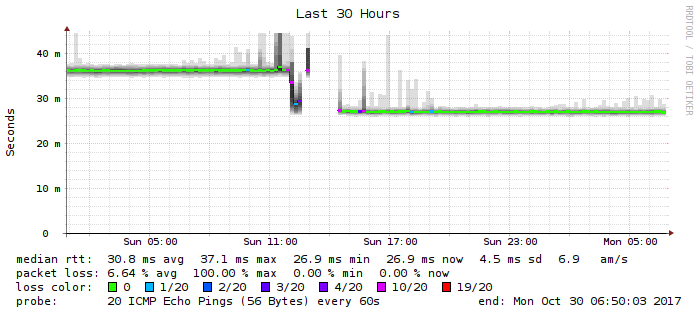 Last 30 Hours
RRDTOOL / TOBI OETIKER
Seconds
40 m
30 m
20 m
10 m
0
Sun 05:00 Sun 11:00 Sun 17:00 Sun 23:00 Mon 05:00
median rtt: 30.8 ms avg 37.1 ms max 26.9 ms min 26.9 ms now 4.5 ms sd 6.9 am/s
packet loss: 6.64 % avg 100.00 % max 0.00 % min 0.00 % now
loss color: 0 1/20 2/20 3/20 4/20 10/20 19/20
probe: 20 ICMP Echo Pings (56 Bytes) every 60s end: Mon Oct 30 06:50:03 2017